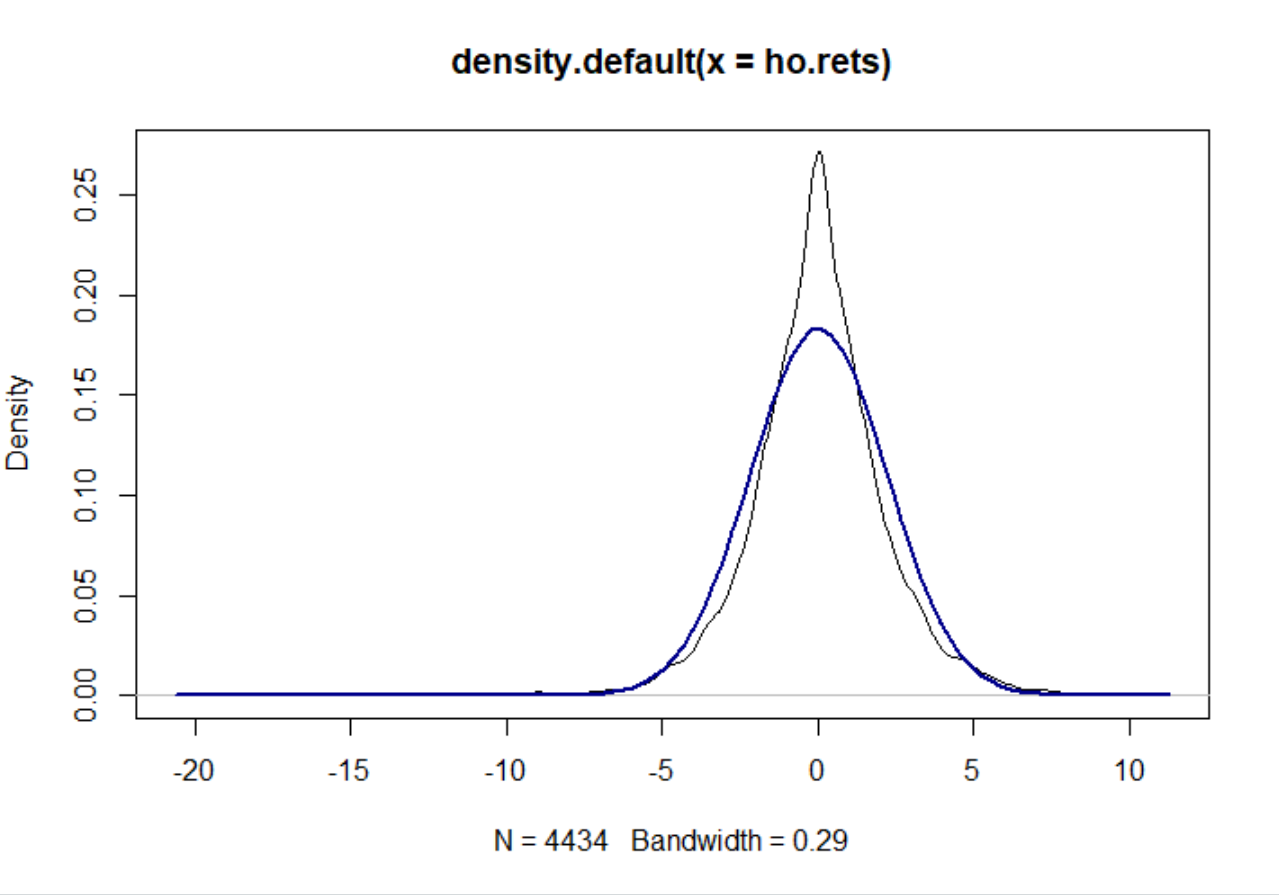 density.default(x = ho.rets)
Density
0.25
0.20
0.15
0.10
0.05
0.00
-20 -15 -10 -5 0 5 10
N = 4434 Bandwidth = 0.29